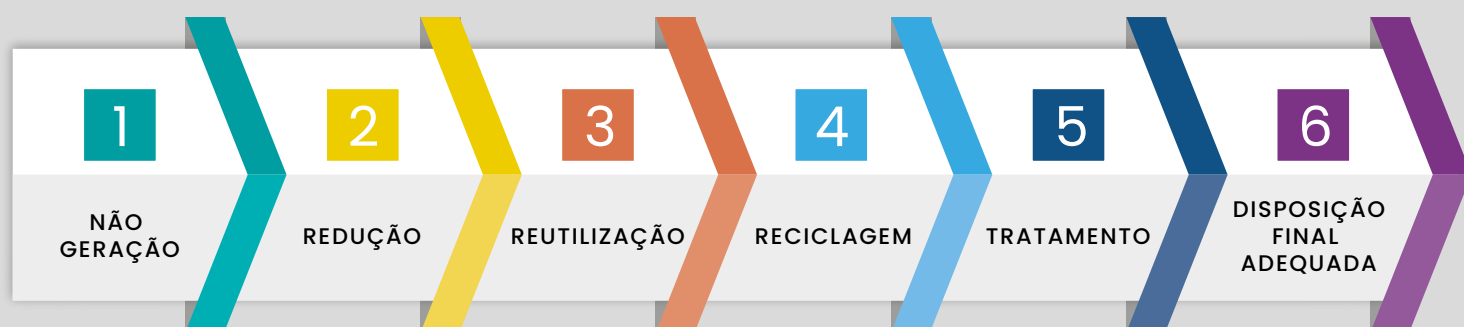 1
NÃO
GERAÇÃO
2
REDUÇÃO
3
REUTILIZAÇÃO
4
RECICLAGEM
5
TRATAMENTO
6
DISPOSIÇÃO
FINAL
ADEQUADA